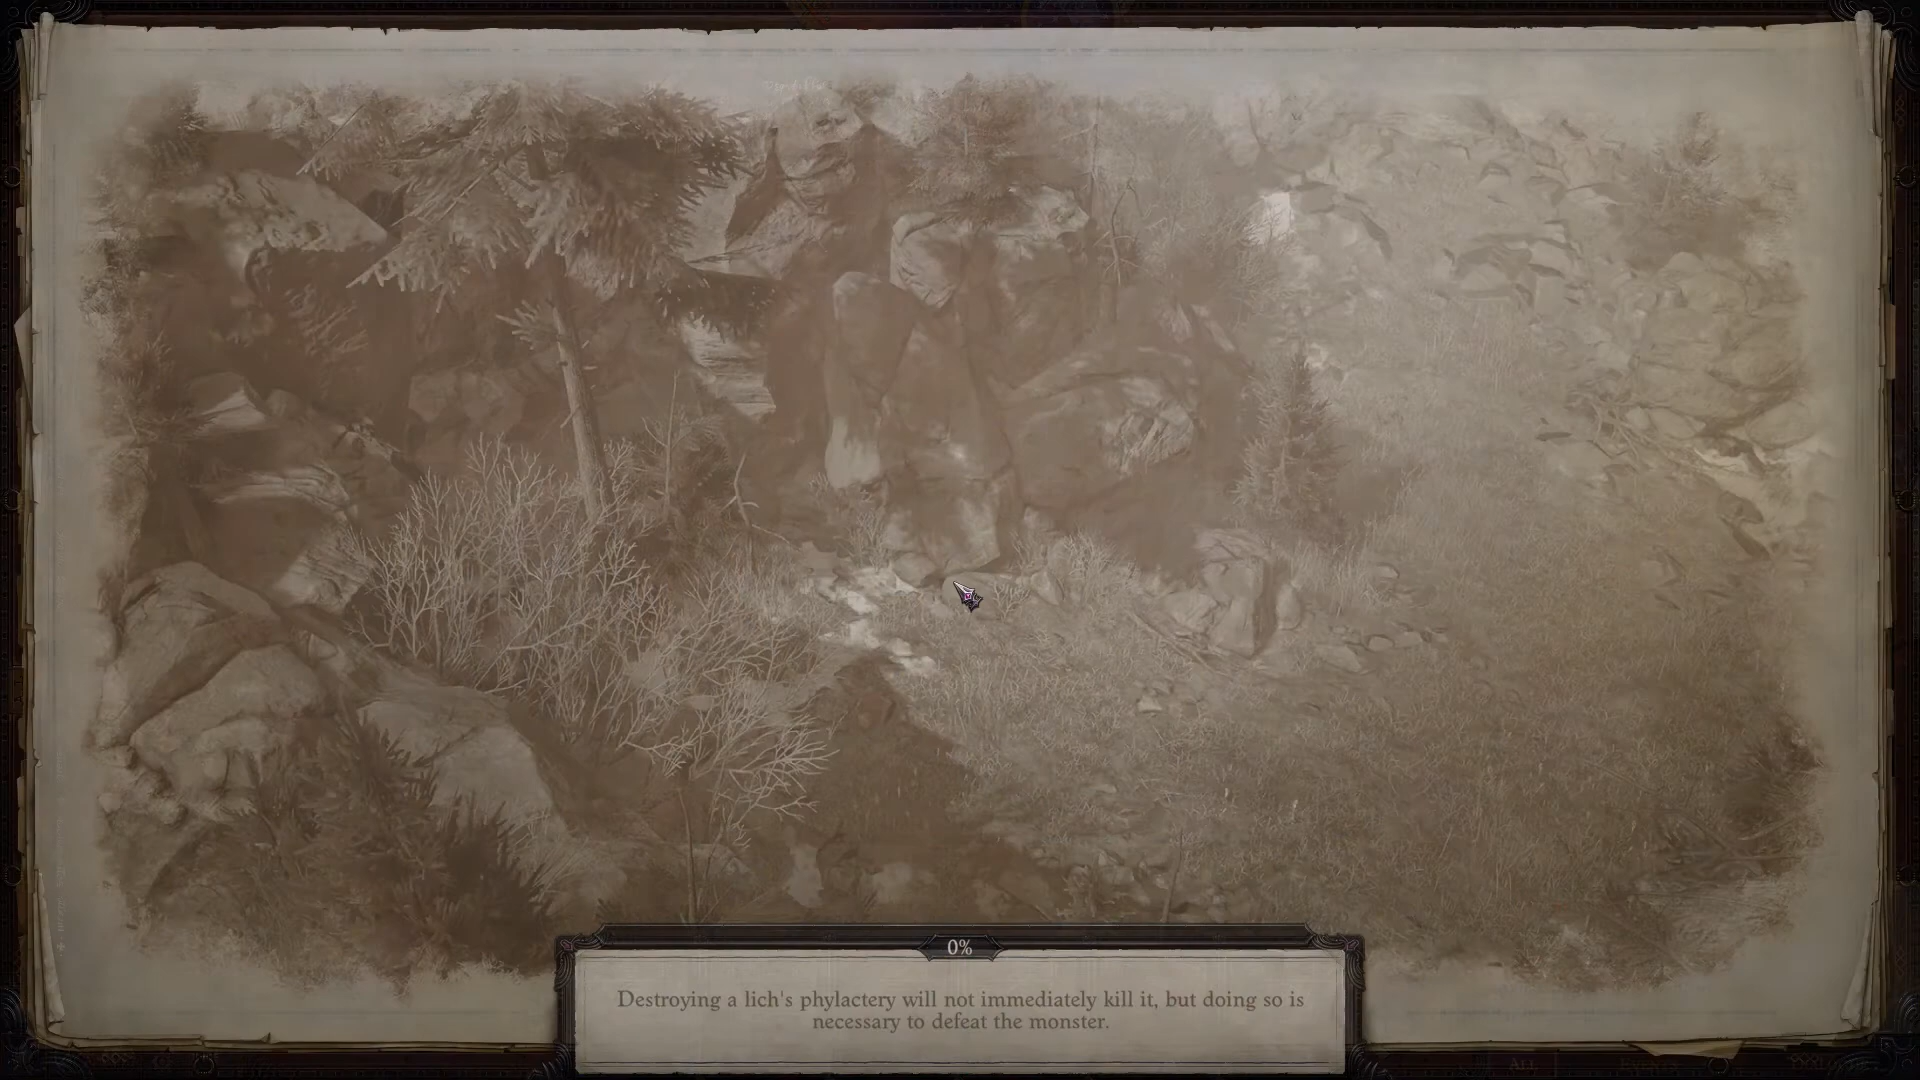 0%
Destroying a lich's phylactery will not immediately kill it, but doing so is
necessary to defeat the monster.